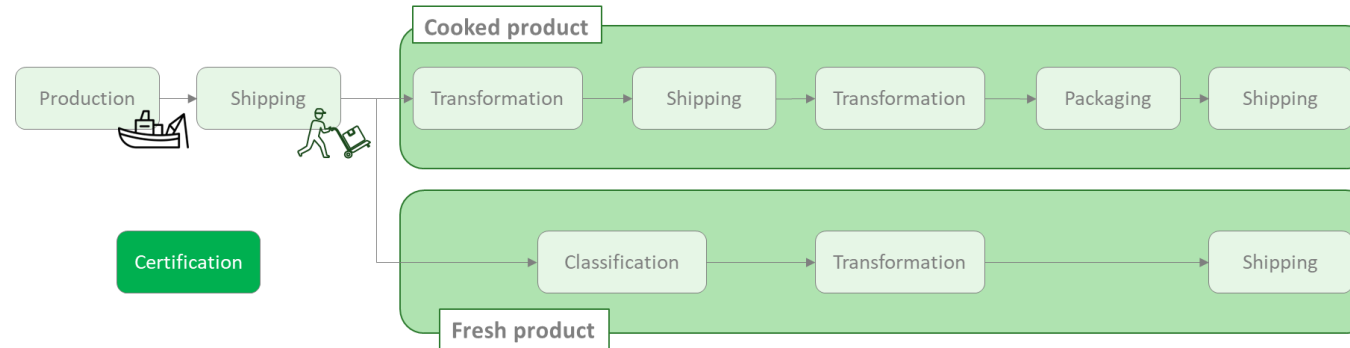 Cooked product
Production
Shipping
Transformation
Shipping
Transformation
Packaging
Shipping
Certification
Classification
Transformation
Shipping
Fresh product